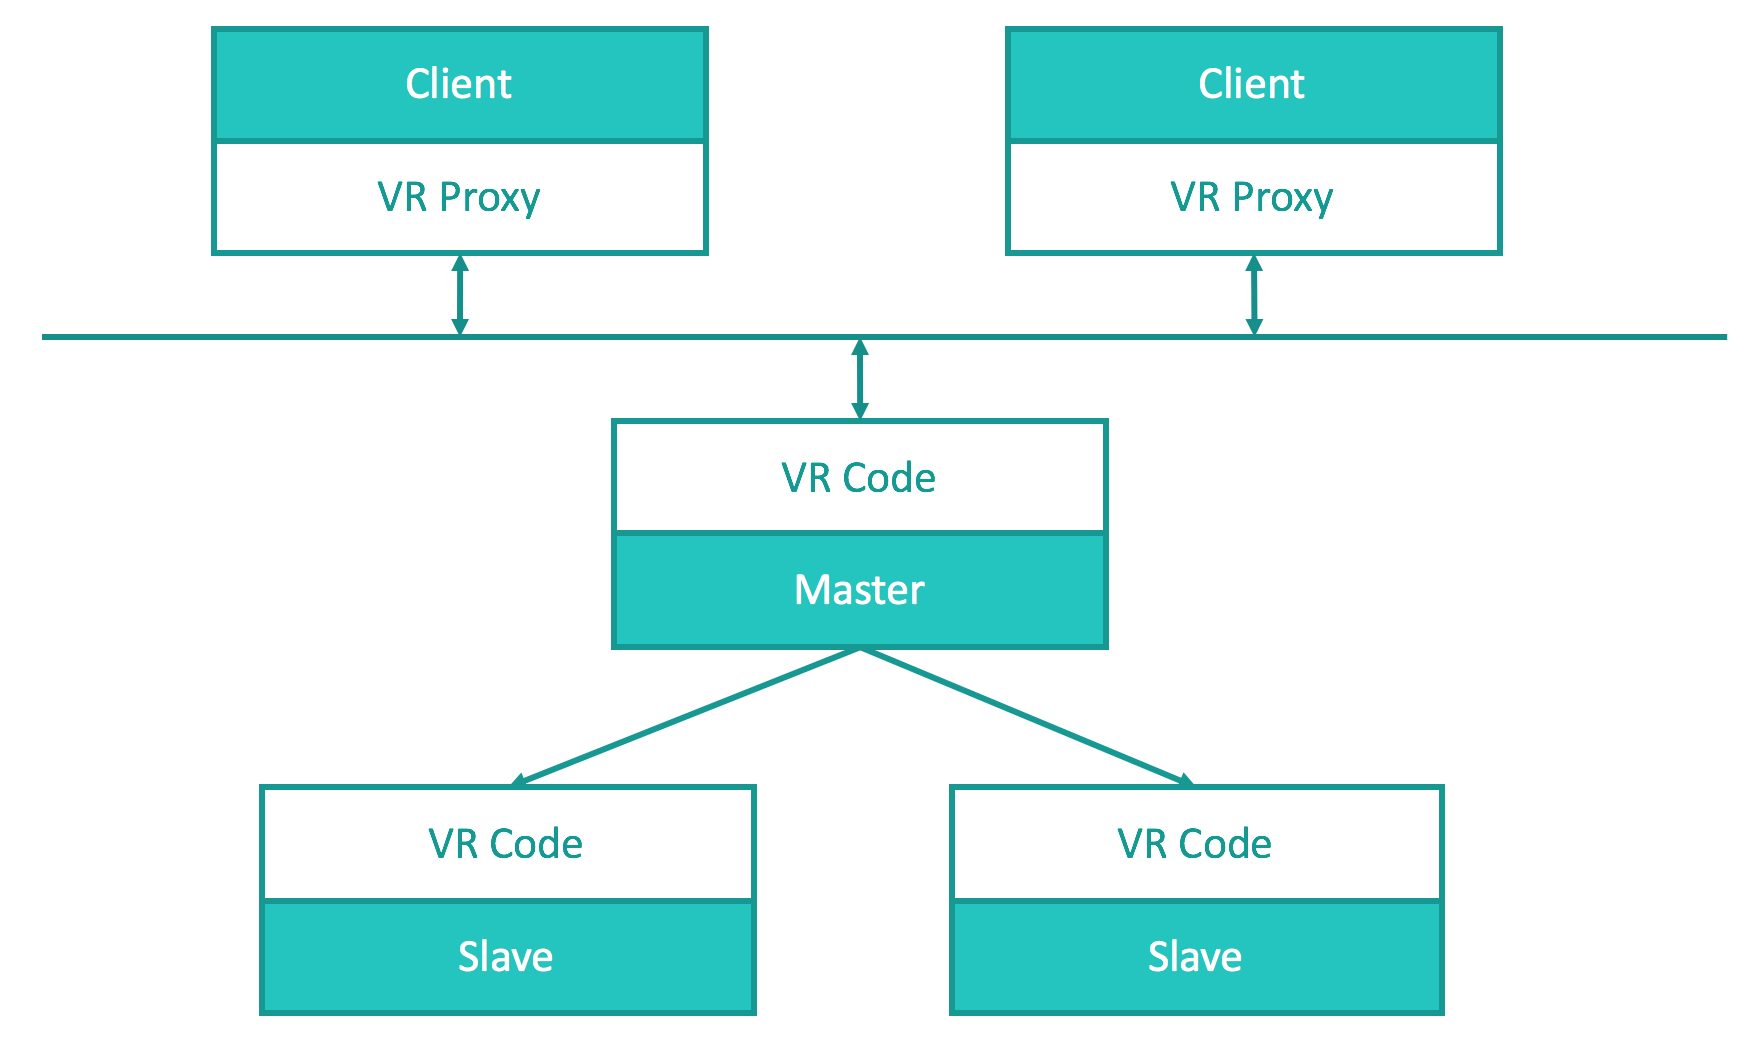 Client
Client
VR Proxy
VR Proxy
VR Code
Master
VR Code
VR Code
Slave
Slave